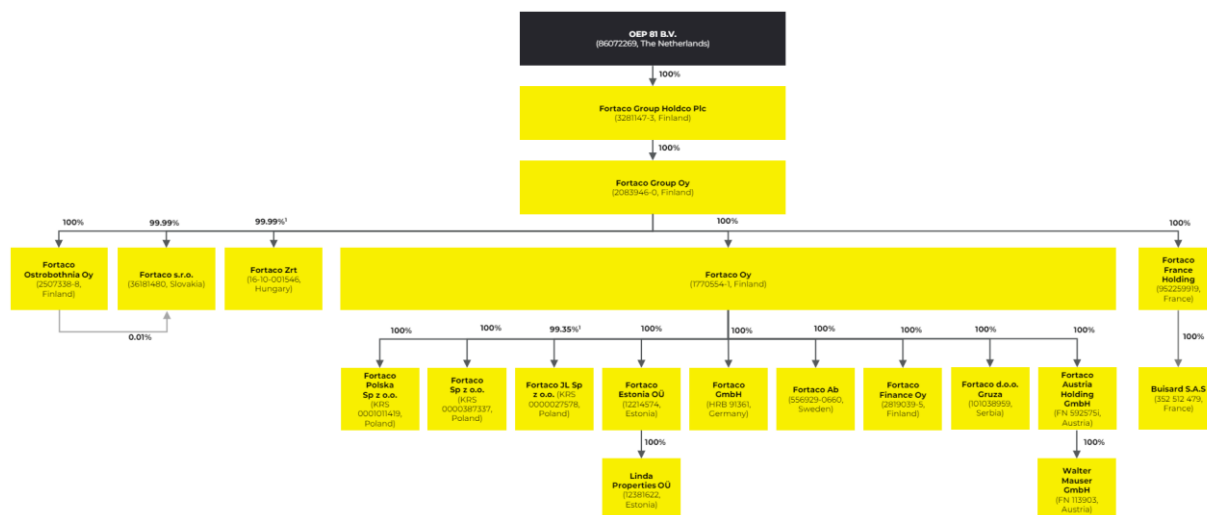 OEP 81 B.V.
(86072269, The Netherlands)
100%
Fortaco Group Holdco Plc
(3281147-3, Finland)
100%
Fortaco Group Oy
(2083946-0, Finland)
100%
99.99%
99.99%¹
100%
100%
Fortaco
Ostrobothnia Oy
(2507338-8,
Finland)
Fortaco s.r.o.
(36181480, Slovakia)
Fortaco Zrt
(16-10-001546,
Hungary)
Fortaco Oy
(1770554-1, Finland)
Fortaco
France
Holding
(952259919,
France)
0.01%
100%
100%
99.35%¹
100%
100%
100%
100%
100%
100%
100%
Fortaco
Polska
Sp z o.o.
(KRS
0001011419,
Poland)
Fortaco
Sp z o.o.
(KRS
0000387337,
Poland)
Fortaco JL Sp
z o.o. (KRS
0000027578,
Poland)
Fortaco
Estonia OÜ
(12214574,
Estonia)
Fortaco
GmbH
(HRB 91361,
Germany)
Fortaco Ab
(556929-0660,
Sweden)
Fortaco
Finance Oy
(2819039-5,
Finland)
Fortaco d.o.o.
Gruza
(101038959,
Serbia)
Fortaco
Austria
Holding
GmbH
(FN 592575i,
Austria)
Buisard S.A.S
(352 512 479,
France)
100%
100%
Linda
Properties OÜ
(12381622,
Estonia)
Walter
Mauser
GmbH
(FN 113903,
Austria)